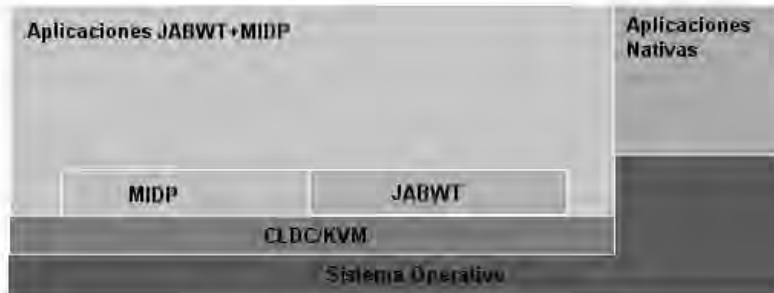 Aplicaciones JABWT+MIDP
Aplicaciones
Nativas
MIDP
JABWT
CLDC/KVM
Sistema Operativo